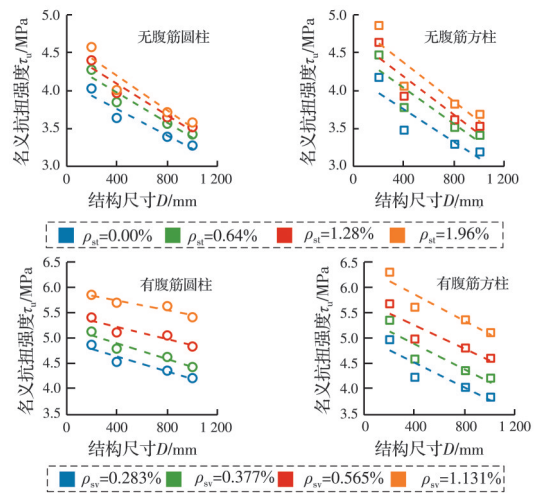 无腹筋圆柱
无腹筋方柱
名义抗扭强度τu/MPa
5.0
4.5
4.0
3.5
3.0
0
400
800
1 200
结构尺寸D/mm
名义抗扭强度τu/MPa
5.0
4.5
4.0
3.5
3.0
0
400
800
1 200
结构尺寸D/mm
ρst=0.00% ρst=0.64% ρst=1.28% ρst=1.96%
有腹筋圆柱
有腹筋方柱
名义抗扭强度τu/MPa
6.5
6.0
5.5
5.0
4.5
4.0
3.5
0
400
800
1 200
结构尺寸D/mm
名义抗扭强度τu/MPa
6.5
6.0
5.5
5.0
4.5
4.0
3.5
0
400
800
1 200
结构尺寸D/mm
ρsv=0.283% ρsv=0.377% ρsv=0.565% ρsv=1.131%